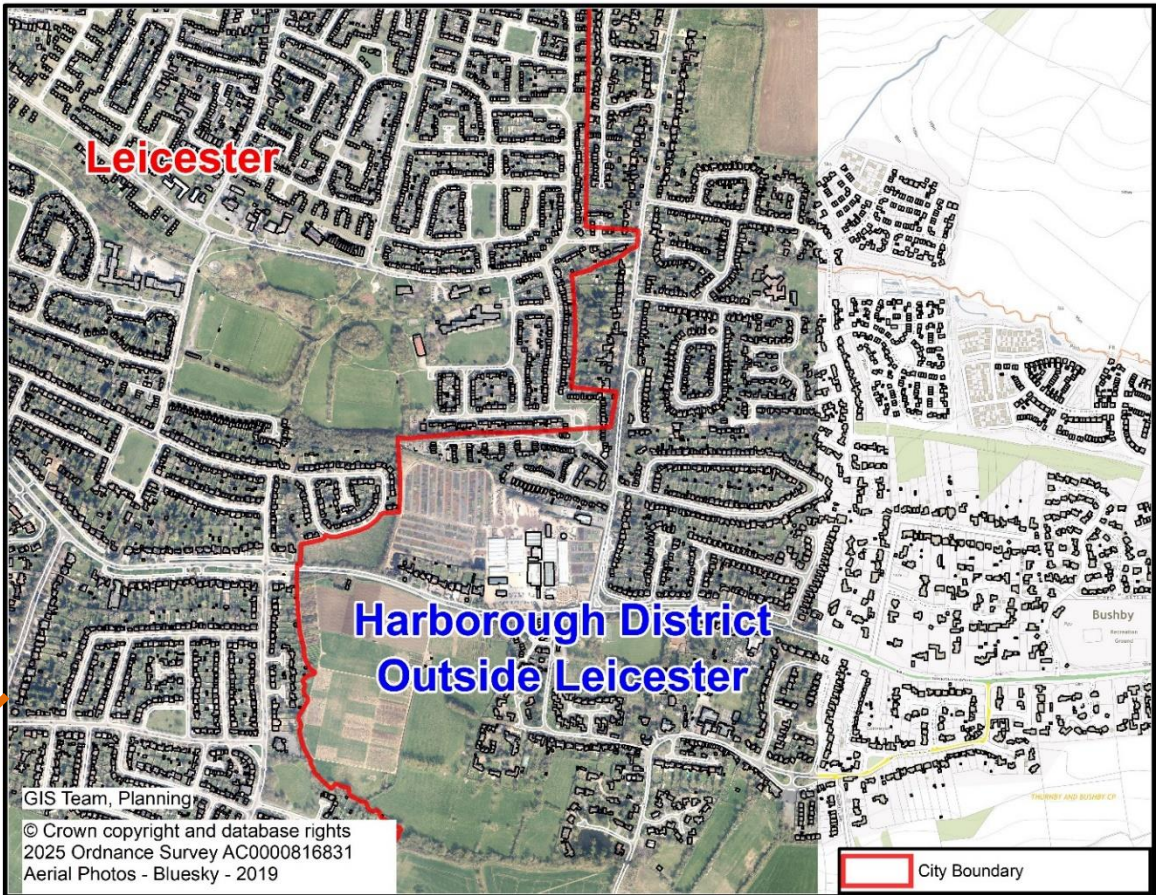 Leicester
Harborough District
Outside Leicester
Bushby
Recreation
Ground
THURNBY AND BUSHBY CP
GIS Team, Planning
© Crown copyright and database rights
2025 Ordnance Survey AC0000816831
Aerial Photos - Bluesky - 2019
City Boundary